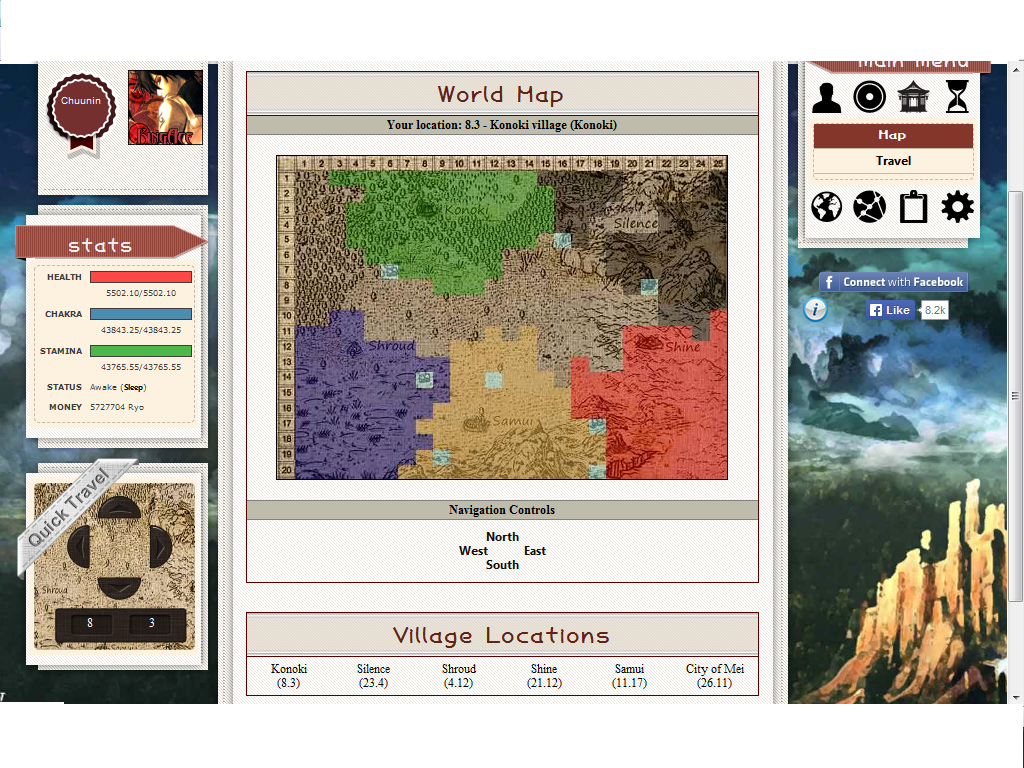 Chuunin
KingAce
stats
HEALTH
5502.10/5502.10
CHAKRA
43843.25/43843.25
STAMINA
43765.55/43765.55
STATUS Awake (Sleep)
MONEY 5727704 Ryo
Quick Travel
Shroud
8 3
World Map
Your location: 8.3 - Konoki village (Konoki)
1 2 3 4 5 6 7 8 9 10 11 12 13 14 15 16 17 18 19 20 21 22 23 24 25
1
2
3
4
5
6
7
8
9
10
11
12
13
14
15
16
17
18
19
20
Konoki
Silence
Shroud
Shine
Samui
Navigation Controls
North
West East
South
Village Locations
Konoki Silence Shroud Shine Samui City of Mei
(8.3) (23.4) (4.12) (21.12) (11.17) (26.11)
Main Menu
Map
Travel
f Connect with Facebook
i
f Like 8.2k